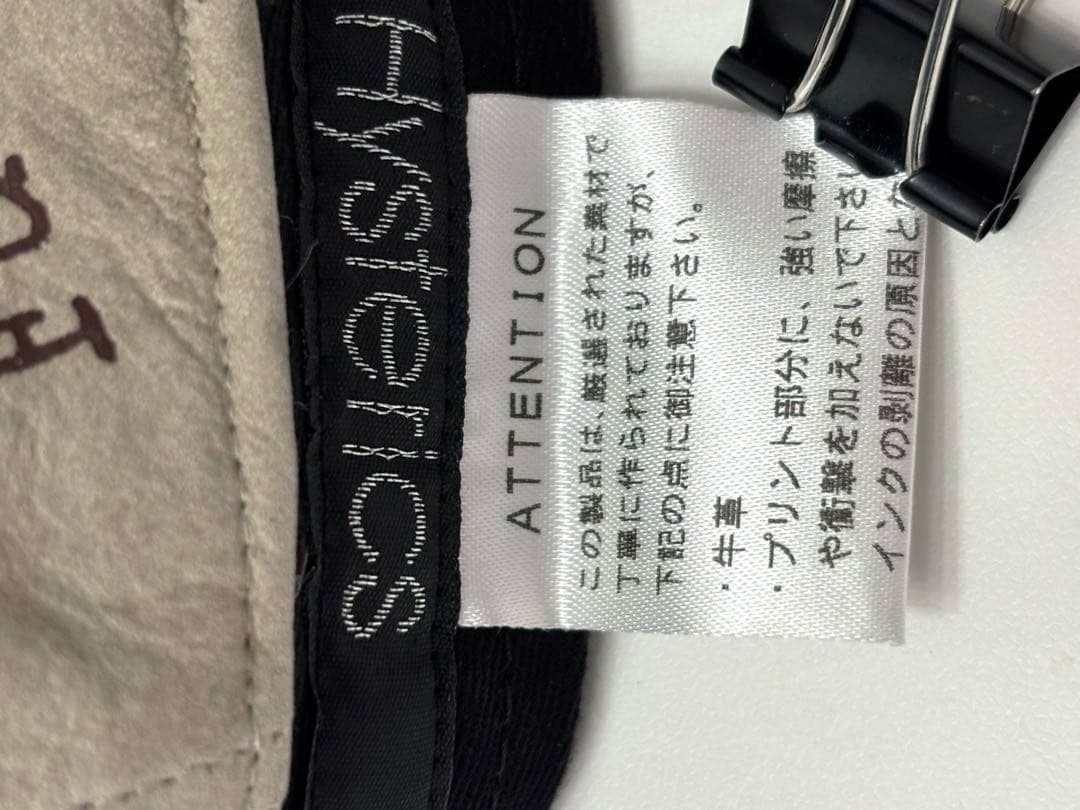 Hysterics
ATTENTION
この製品は、厳選された素材で
丁寧に作られておりますが、
下記の点に御注意下さい。
・牛革
・プリント部分に、強い摩擦
や衝撃を加えないで下さい
インクの剥離の原因と